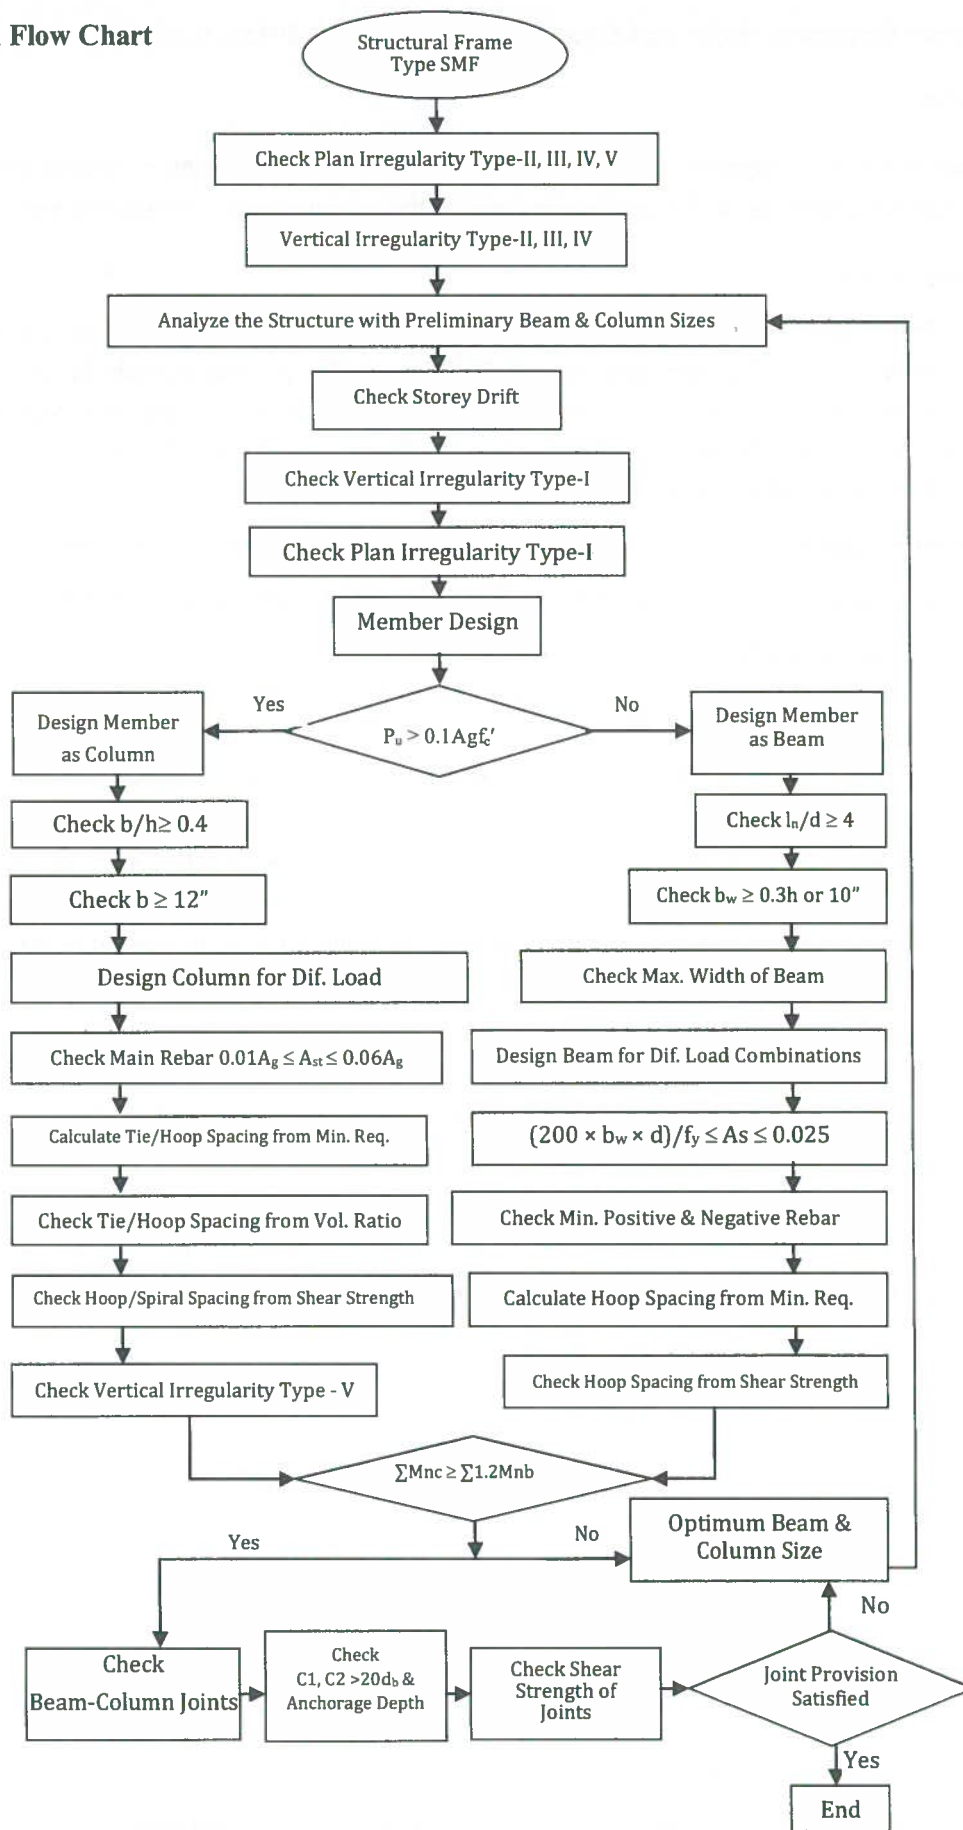 Flow Chart
Structural Frame
Type SMF
Check Plan Irregularity Type-II, III, IV, V
Vertical Irregularity Type-II, III, IV
Analyze the Structure with Preliminary Beam & Column Sizes
Check Storey Drift
Check Vertical Irregularity Type-I
Check Plan Irregularity Type-I
Member Design
Yes
No
Pᵤ > 0.1Agf꜀′
Design Member
as Column
Check b/h≥ 0.4
Check b ≥ 12″
Design Column for Dif. Load
Check Main Rebar 0.01A_g ≤ A_st ≤ 0.06A_g
Calculate Tie/Hoop Spacing from Min. Req.
Check Tie/Hoop Spacing from Vol. Ratio
Check Hoop/Spiral Spacing from Shear Strength
Check Vertical Irregularity Type - V
Design Member
as Beam
Check lₙ/d ≥ 4
Check b_w ≥ 0.3h or 10″
Check Max. Width of Beam
Design Beam for Dif. Load Combinations
(200 × b_w × d)/f_y ≤ As ≤ 0.025
Check Min. Positive & Negative Rebar
Calculate Hoop Spacing from Min. Req.
Check Hoop Spacing from Shear Strength
∑Mnc ≥ ∑1.2Mnb
Yes
No
Optimum Beam &
Column Size
No
Check
Beam-Column Joints
Check
C1, C2 >20d_b &
Anchorage Depth
Check Shear
Strength of
Joints
Joint Provision
Satisfied
Yes
End